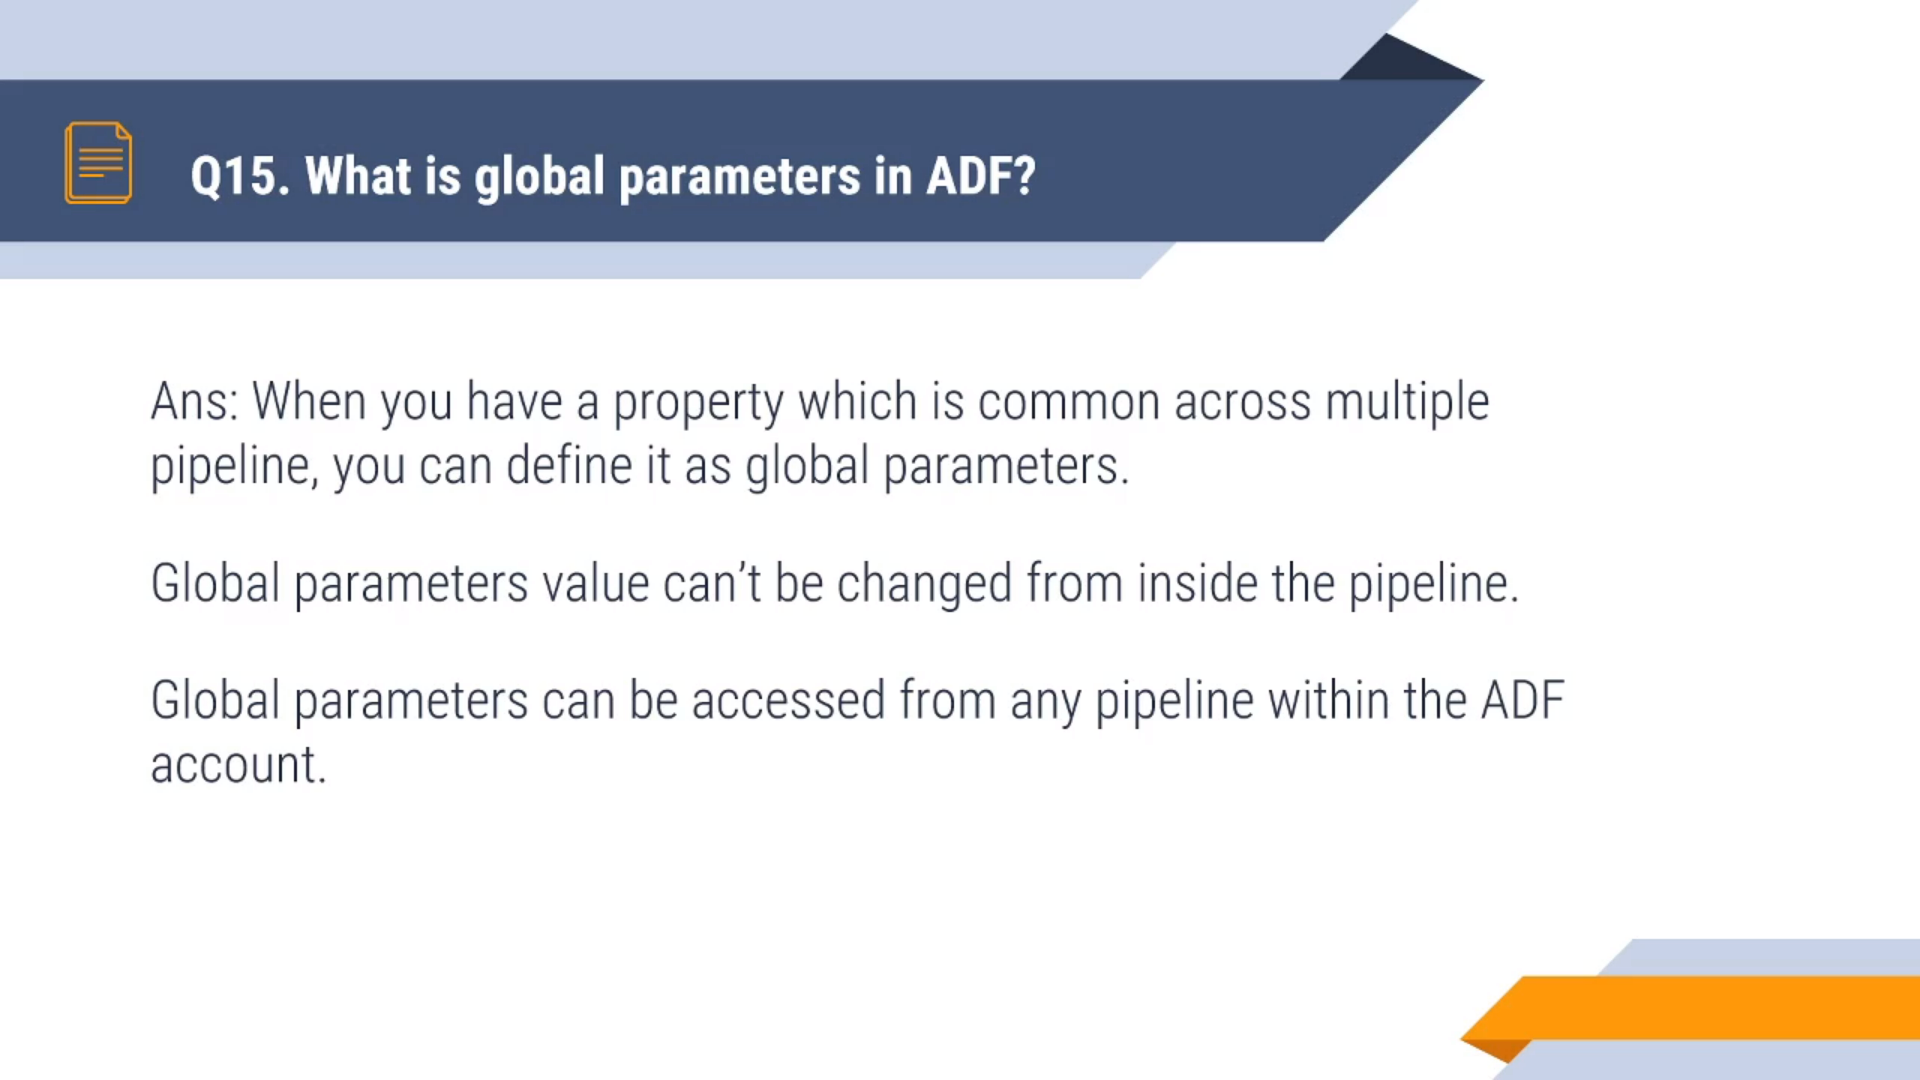 Q15. What is global parameters in ADF?
Ans: When you have a property which is common across multiple
pipeline, you can define it as global parameters.
Global parameters value can’t be changed from inside the pipeline.
Global parameters can be accessed from any pipeline within the ADF
account.